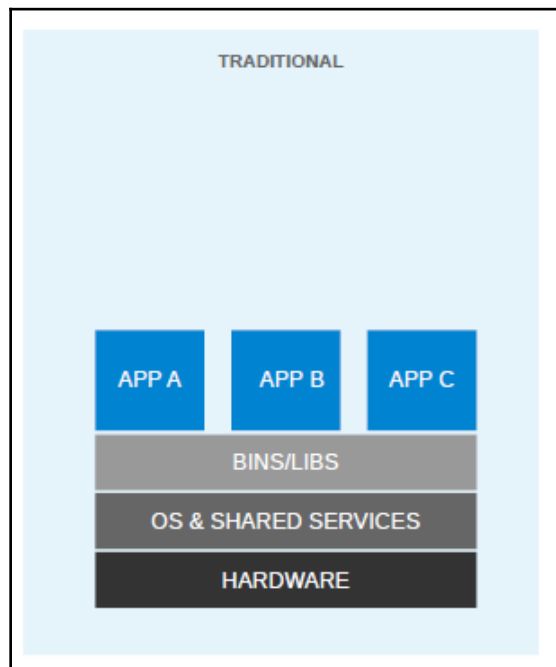 TRADITIONAL
APP A APP B APP C
BINS/LIBS
OS & SHARED SERVICES
HARDWARE